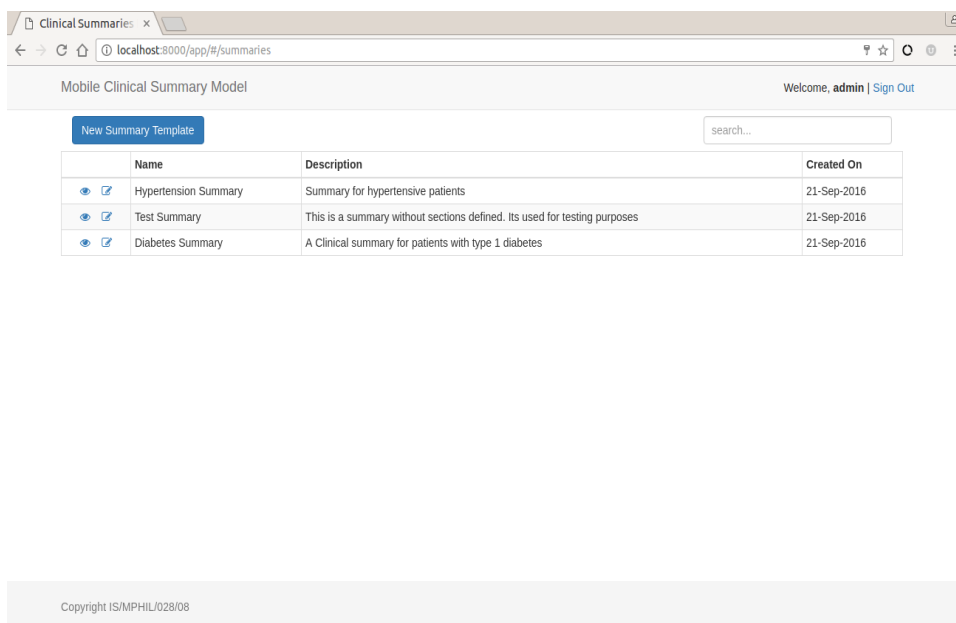 Clinical Summaries
localhost:8000/app/#/summaries
Mobile Clinical Summary Model
Welcome, admin | Sign Out
New Summary Template
search...
Name Description Created On
Hypertension Summary Summary for hypertensive patients 21-Sep-2016
Test Summary This is a summary without sections defined. Its used for testing purposes 21-Sep-2016
Diabetes Summary A Clinical summary for patients with type 1 diabetes 21-Sep-2016
Copyright IS/MPHIL/028/08